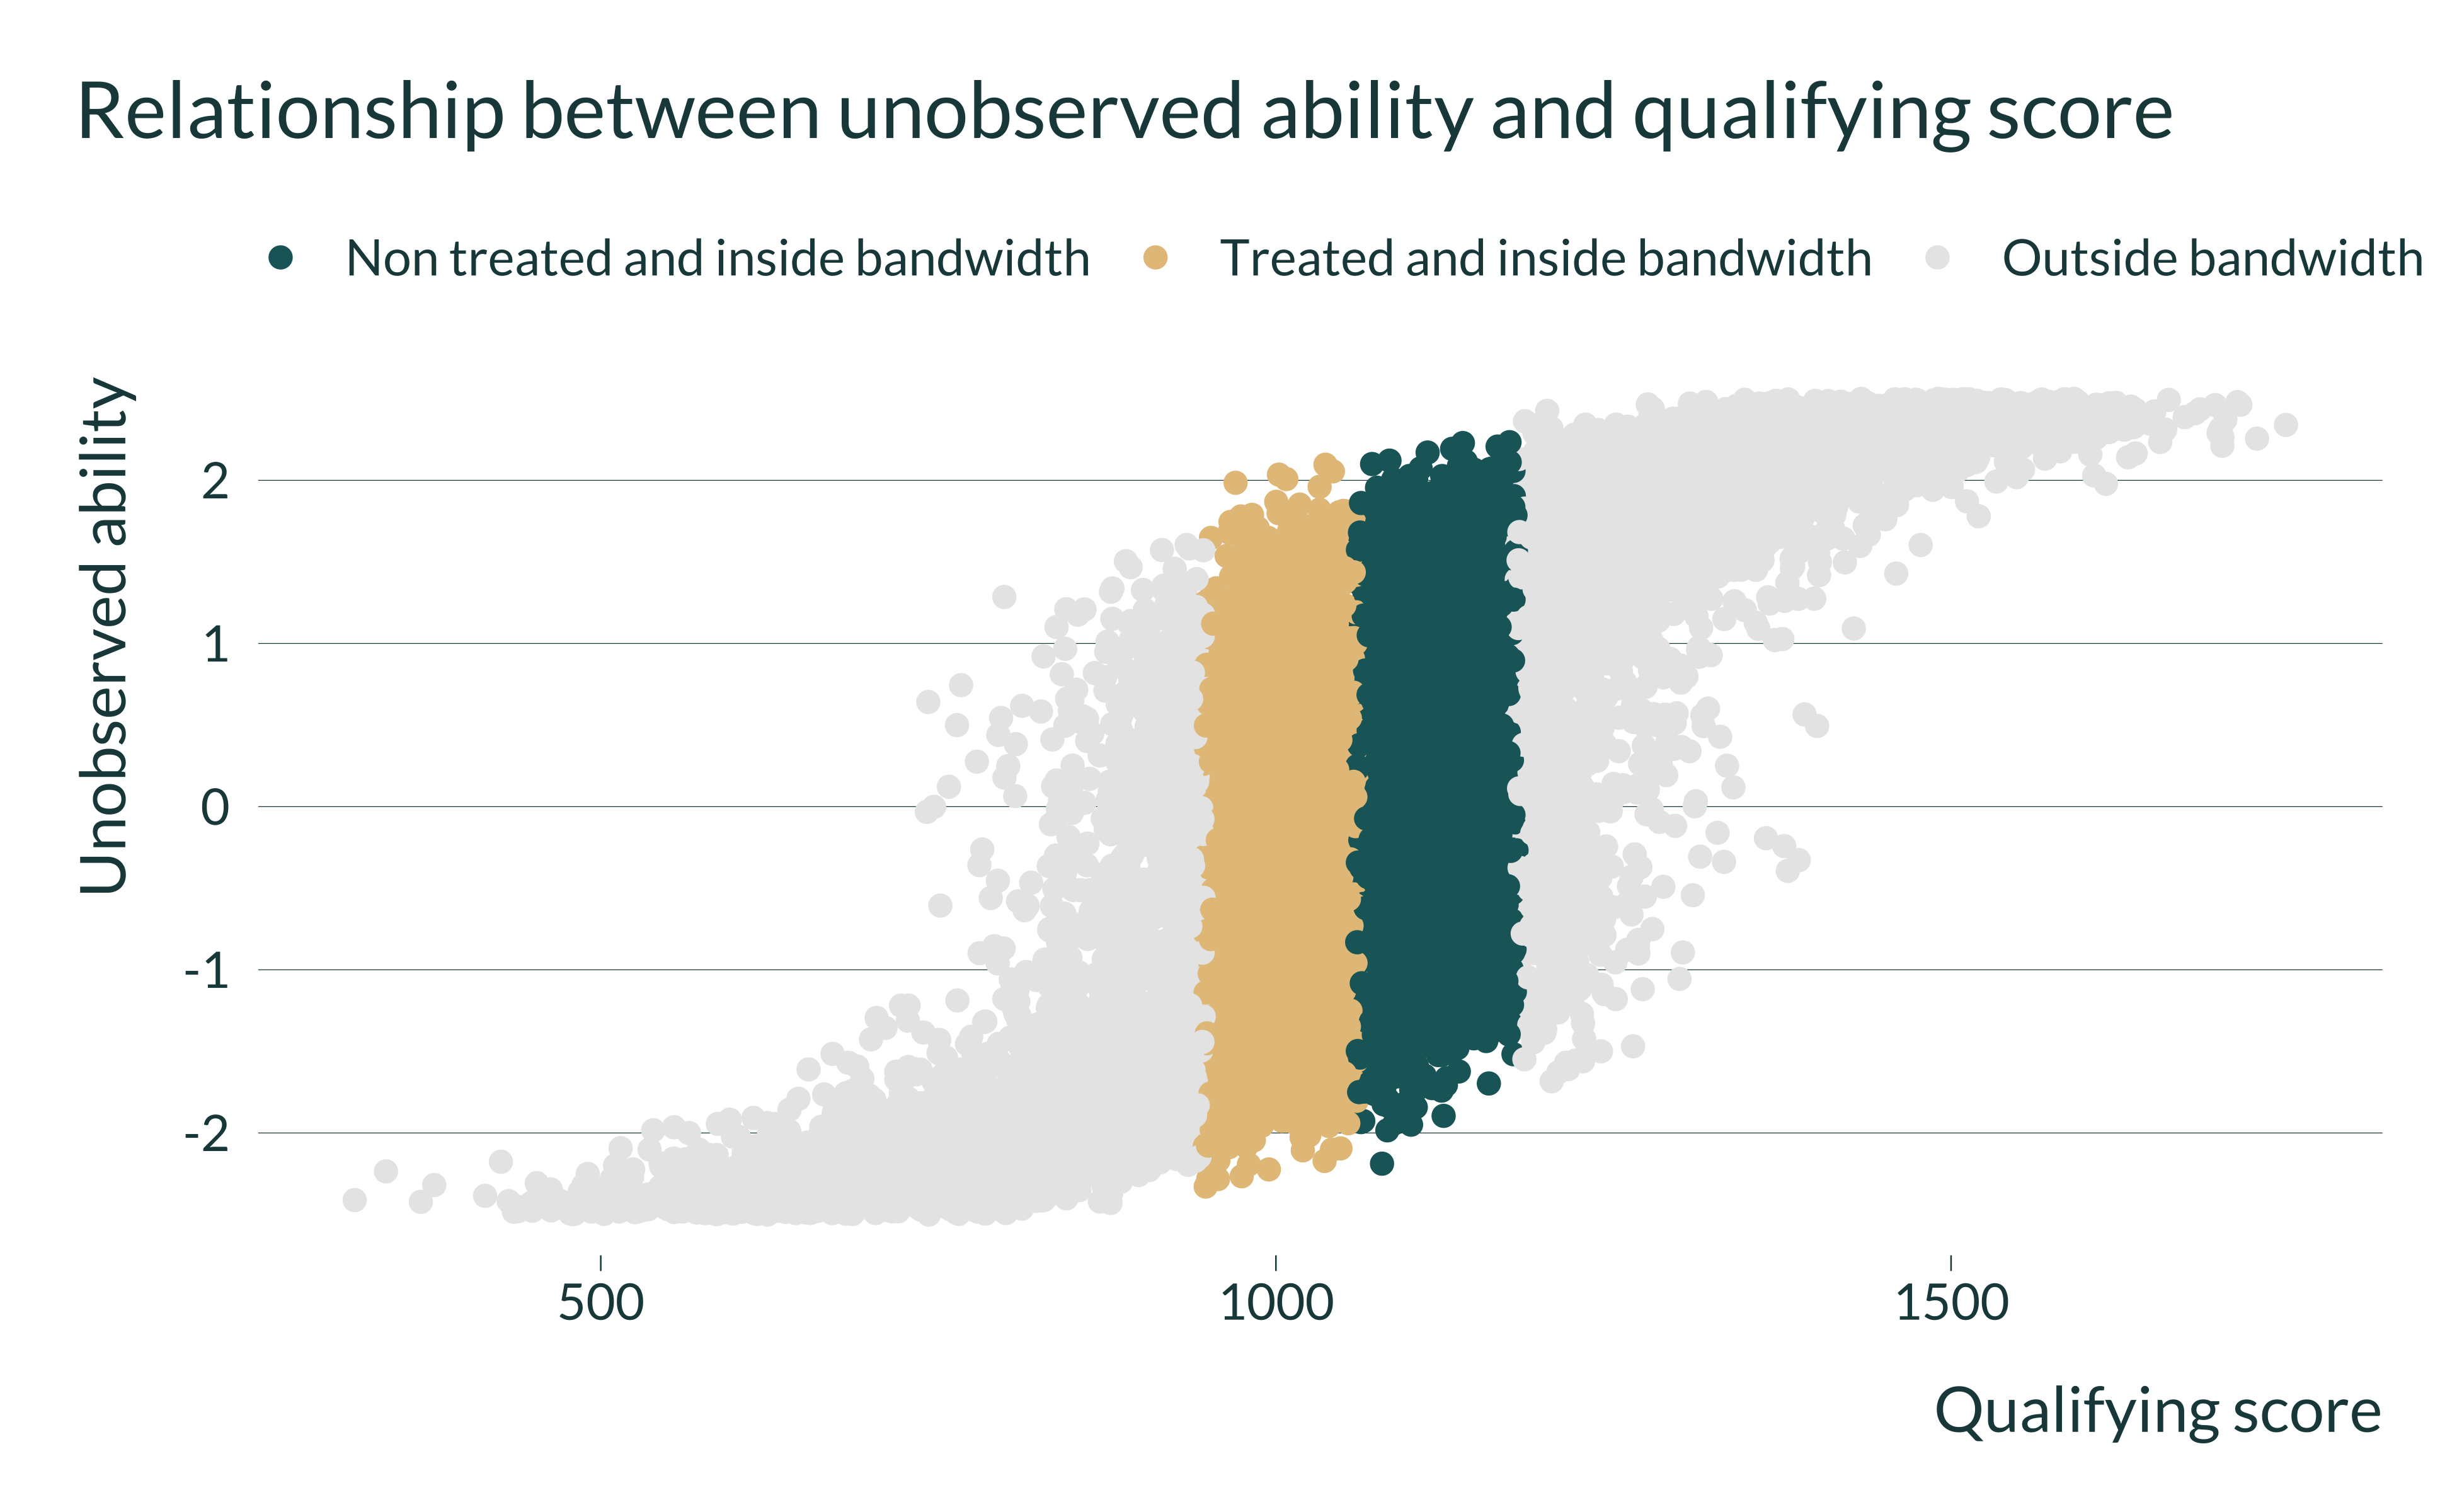 Relationship between unobserved ability and qualifying score
Non treated and inside bandwidth
Treated and inside bandwidth
Outside bandwidth
Unobserved ability
2
1
0
-1
-2
500
1000
1500
Qualifying score